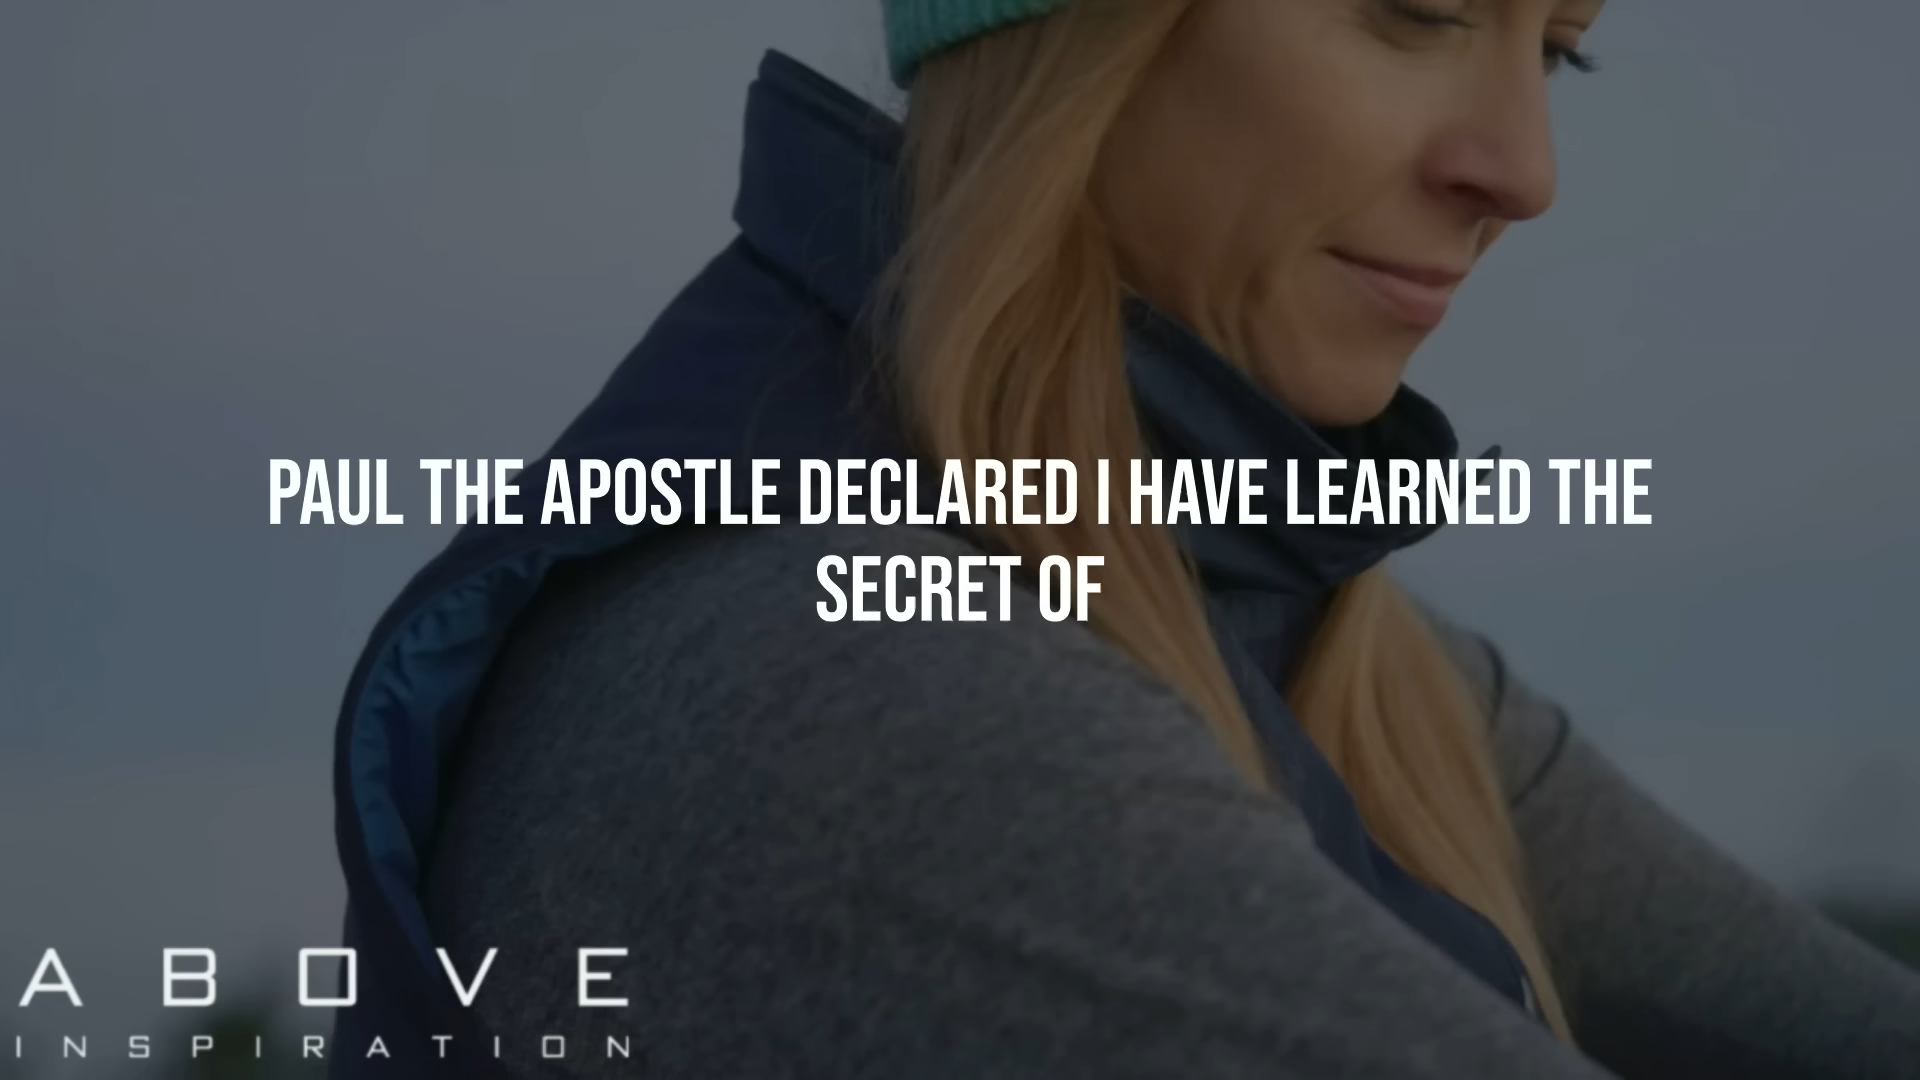 PAUL THE APOSTLE DECLARED I HAVE LEARNED THE
SECRET OF
ABOVE
INSPIRATION